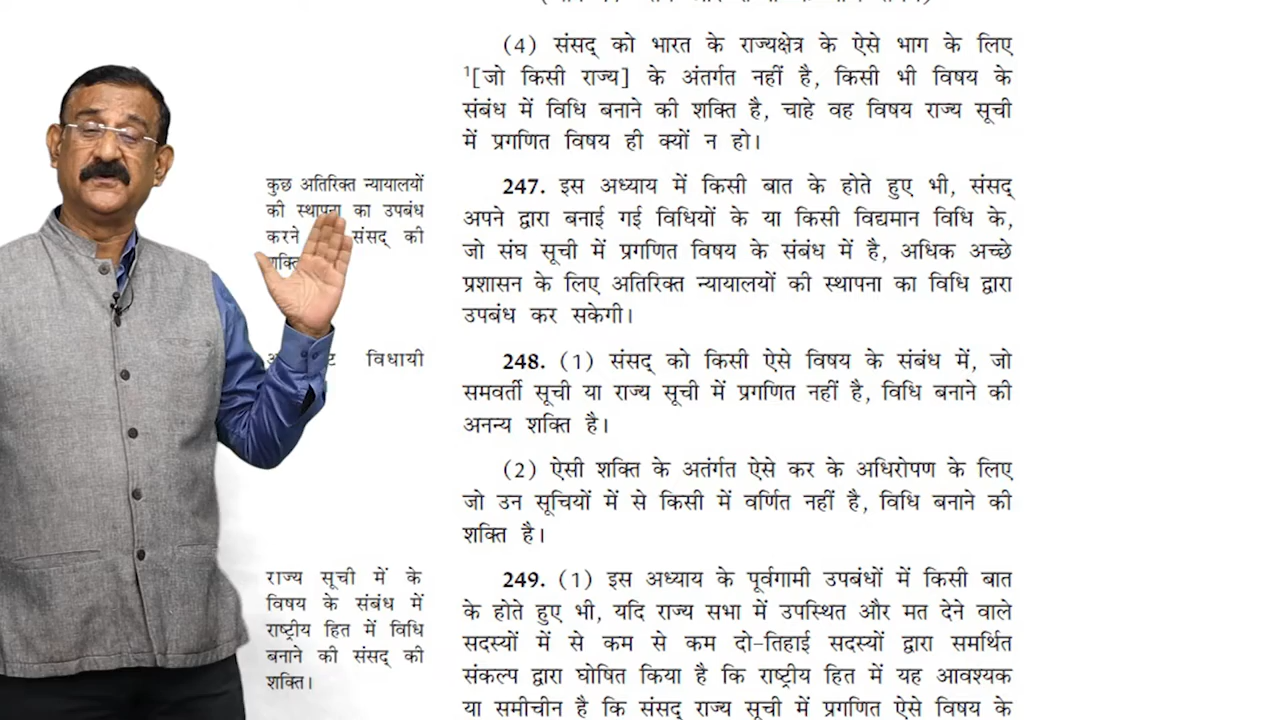 (4) संसद् को भारत के राज्यक्षेत्र के ऐसे भाग के लिए
¹[जो किसी राज्य] के अंतर्गत नहीं है, किसी भी विषय के
संबंध में विधि बनाने की शक्ति है, चाहे वह विषय राज्य सूची
में प्रगणित विषय ही क्यों न हो।
कुछ अतिरिक्त न्यायालयों
की स्थापना का उपबंध
करने संसद् की
शक्ति
247. इस अध्याय में किसी बात के होते हुए भी, संसद्
अपने द्वारा बनाई गई विधियों के या किसी विद्यमान विधि के,
जो संघ सूची में प्रगणित विषय के संबंध में है, अधिक अच्छे
प्रशासन के लिए अतिरिक्त न्यायालयों की स्थापना का विधि द्वारा
उपबंध कर सकेगी।
विधायी
248. (1) संसद् को किसी ऐसे विषय के संबंध में, जो
समवर्ती सूची या राज्य सूची में प्रगणित नहीं है, विधि बनाने की
अनन्य शक्ति है।
(2) ऐसी शक्ति के अतंर्गत ऐसे कर के अधिरोपण के लिए
जो उन सूचियों में से किसी में वर्णित नहीं है, विधि बनाने की
शक्ति है।
राज्य सूची में के
विषय के संबंध में
राष्ट्रीय हित में विधि
बनाने की संसद् की
शक्ति।
249. (1) इस अध्याय के पूर्वगामी उपबंधों में किसी बात
के होते हुए भी, यदि राज्य सभा में उपस्थित और मत देने वाले
सदस्यों में से कम से कम दो-तिहाई सदस्यों द्वारा समर्थित
संकल्प द्वारा घोषित किया है कि राष्ट्रीय हित में यह आवश्यक
या समीचीन है कि संसद् राज्य सूची में प्रगणित ऐसे विषय के